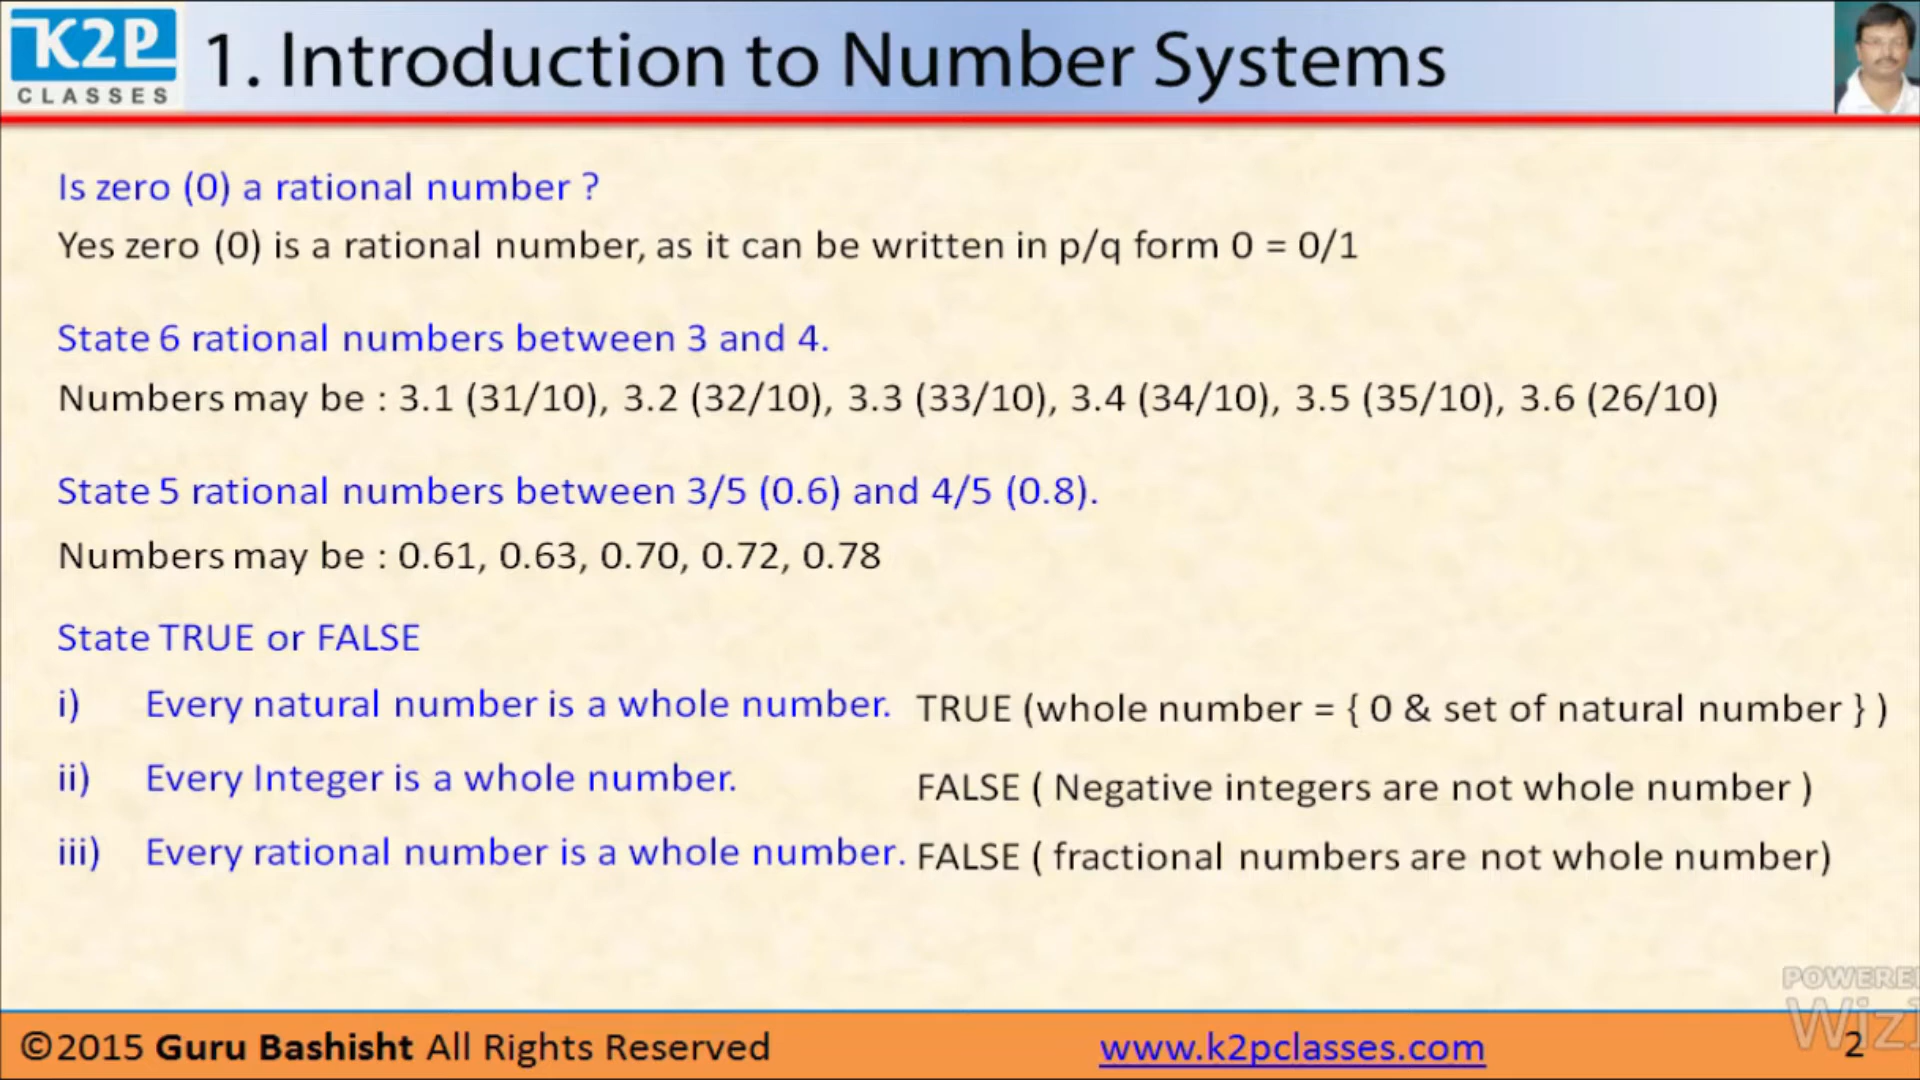 K2P
CLASSES
1. Introduction to Number Systems
Is zero (0) a rational number ?
Yes zero (0) is a rational number, as it can be written in p/q form 0 = 0/1
State 6 rational numbers between 3 and 4.
Numbers may be : 3.1 (31/10), 3.2 (32/10), 3.3 (33/10), 3.4 (34/10), 3.5 (35/10), 3.6 (26/10)
State 5 rational numbers between 3/5 (0.6) and 4/5 (0.8).
Numbers may be : 0.61, 0.63, 0.70, 0.72, 0.78
State TRUE or FALSE
i) Every natural number is a whole number. TRUE (whole number = { 0 & set of natural number } )
ii) Every Integer is a whole number. FALSE ( Negative integers are not whole number )
iii) Every rational number is a whole number. FALSE ( fractional numbers are not whole number)
©2015 Guru Bashisht All Rights Reserved www.k2pclasses.com 2